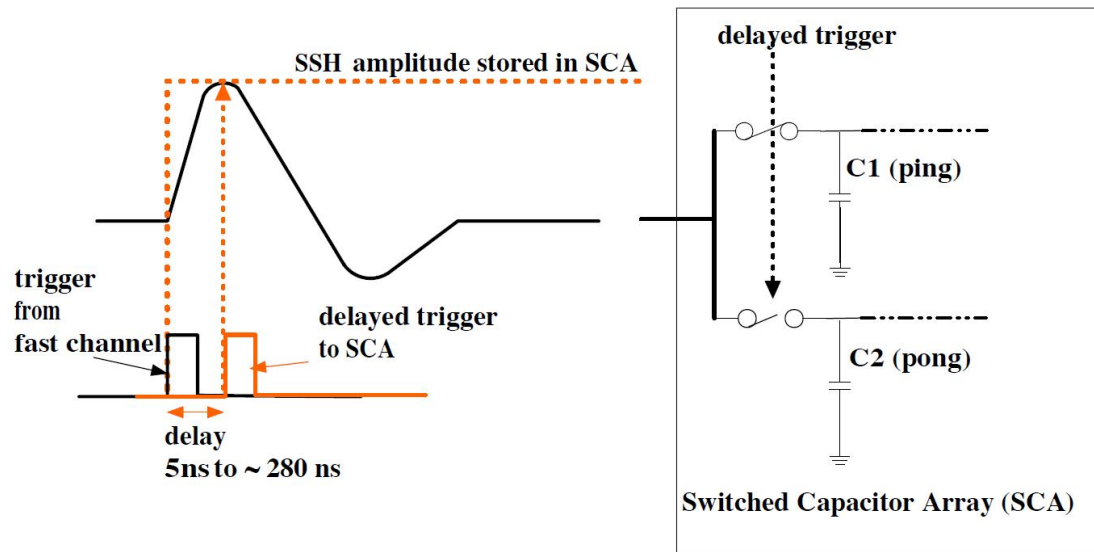 SSH amplitude stored in SCA
trigger
from
fast channel
delayed trigger
to SCA
delay
5ns to ~ 280 ns
delayed trigger
C1 (ping)
C2 (pong)
Switched Capacitor Array (SCA)